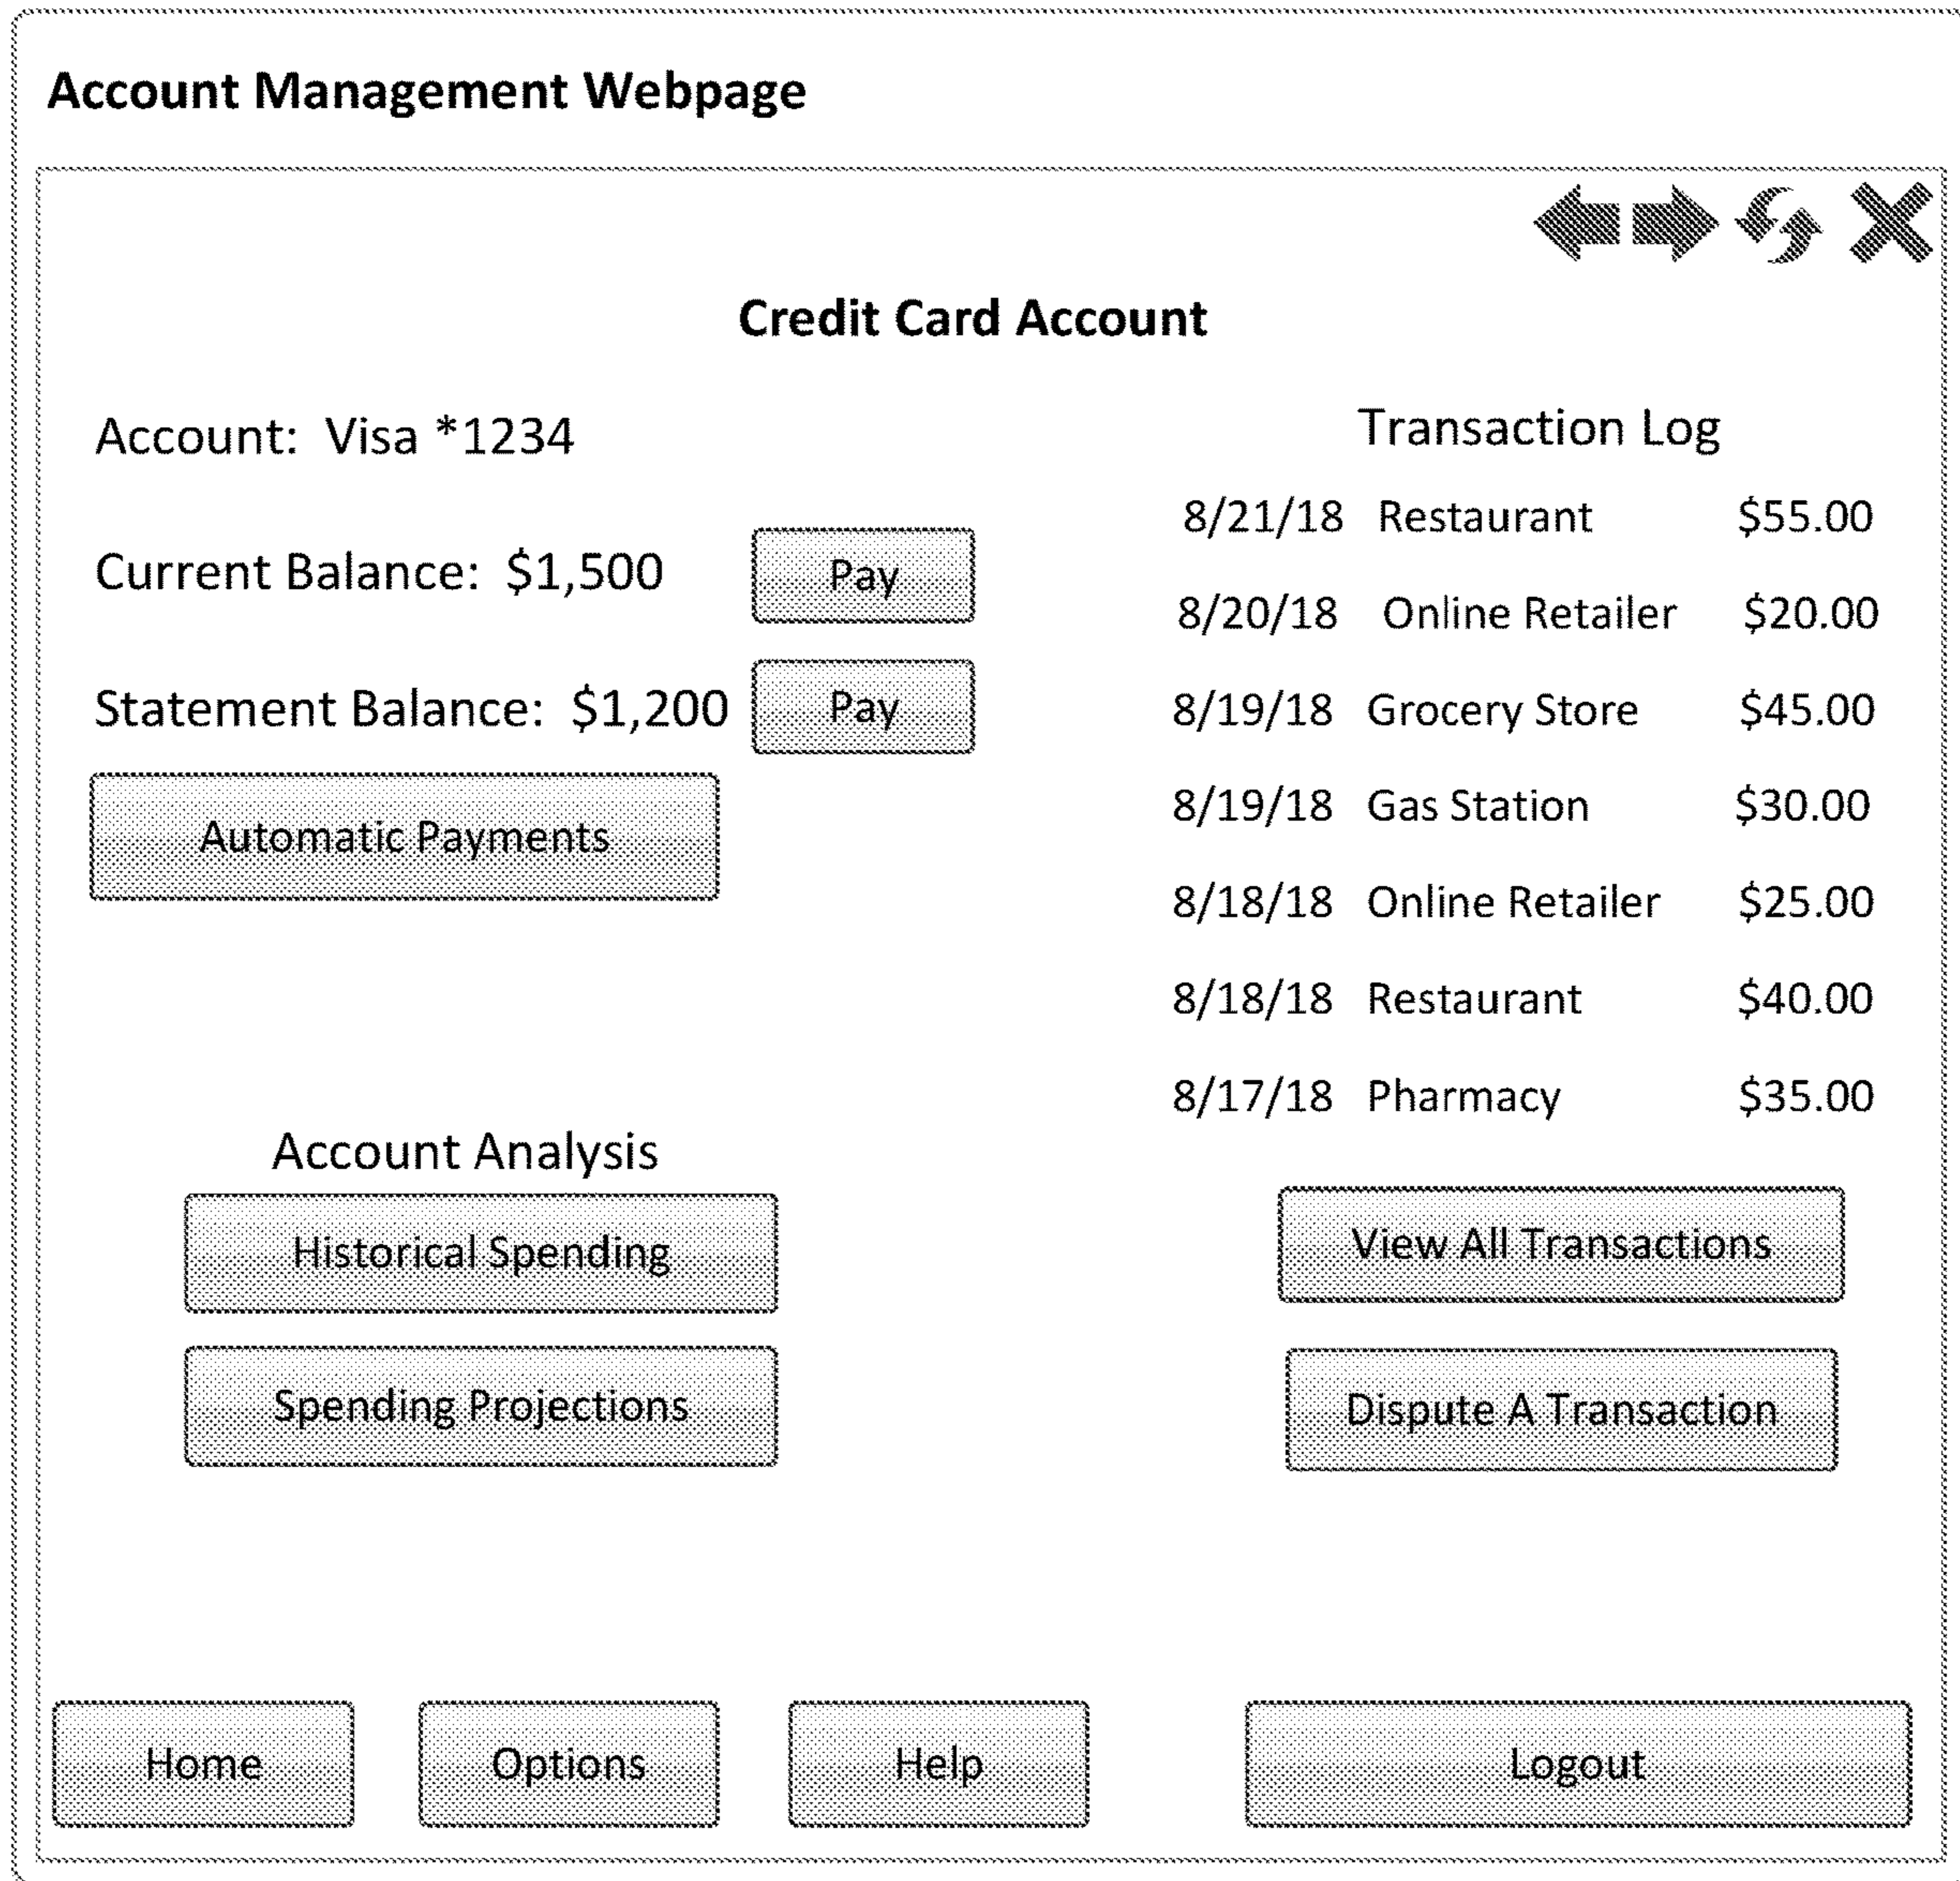 Account Management Webpage
Credit Card Account
Account: Visa *1234
Current Balance: $1,500 Pay
Statement Balance: $1,200 Pay
Automatic Payments
Transaction Log
8/21/18 Restaurant $55.00
8/20/18 Online Retailer $20.00
8/19/18 Grocery Store $45.00
8/19/18 Gas Station $30.00
8/18/18 Online Retailer $25.00
8/18/18 Restaurant $40.00
8/17/18 Pharmacy $35.00
Account Analysis
Historical Spending
Spending Projections
View All Transactions
Dispute A Transaction
Home Options Help Logout